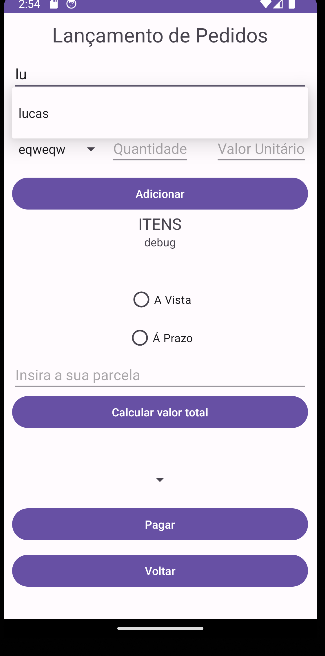 2:54
Lançamento de Pedidos
lu
lucas
eqweqw Quantidade Valor Unitário
Adicionar
ITENS
debug
A Vista
Á Prazo
Insira a sua parcela
Calcular valor total
Pagar
Voltar